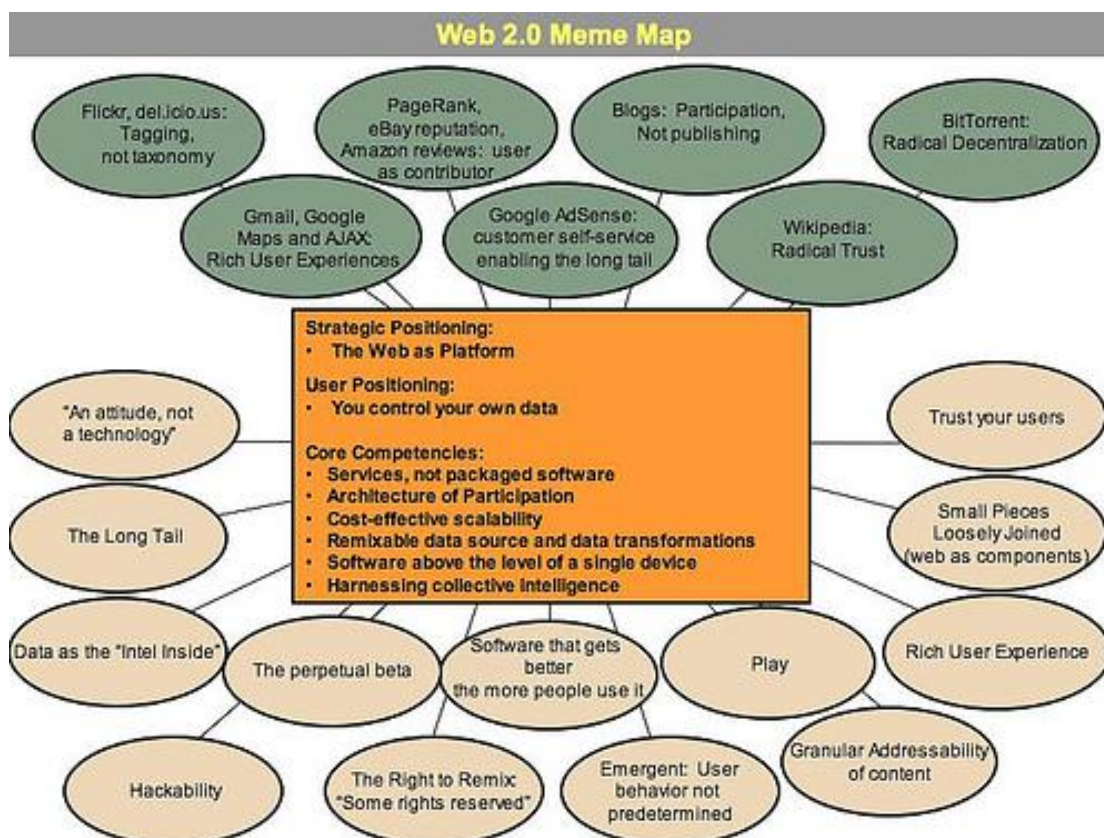 Web 2.0 Meme Map
Flickr, del.icio.us:
Tagging,
not taxonomy
PageRank,
eBay reputation,
Amazon reviews: user
as contributor
Blogs: Participation,
Not publishing
BitTorrent:
Radical Decentralization
Gmail, Google
Maps and AJAX:
Rich User Experiences
Google AdSense:
customer self-service
enabling the long tail
Wikipedia:
Radical Trust
Strategic Positioning:
• The Web as Platform
User Positioning:
• You control your own data
Core Competencies:
• Services, not packaged software
• Architecture of Participation
• Cost-effective scalability
• Remixable data source and data transformations
• Software above the level of a single device
• Harnessing collective intelligence
“An attitude, not
a technology”
Trust your users
The Long Tail
Small Pieces
Loosely Joined
(web as components)
Data as the “Intel Inside”
The perpetual beta
Software that gets
better
the more people use it
Play
Rich User Experience
Hackability
The Right to Remix:
“Some rights reserved”
Emergent: User
behavior not
predetermined
Granular Addressability
of content